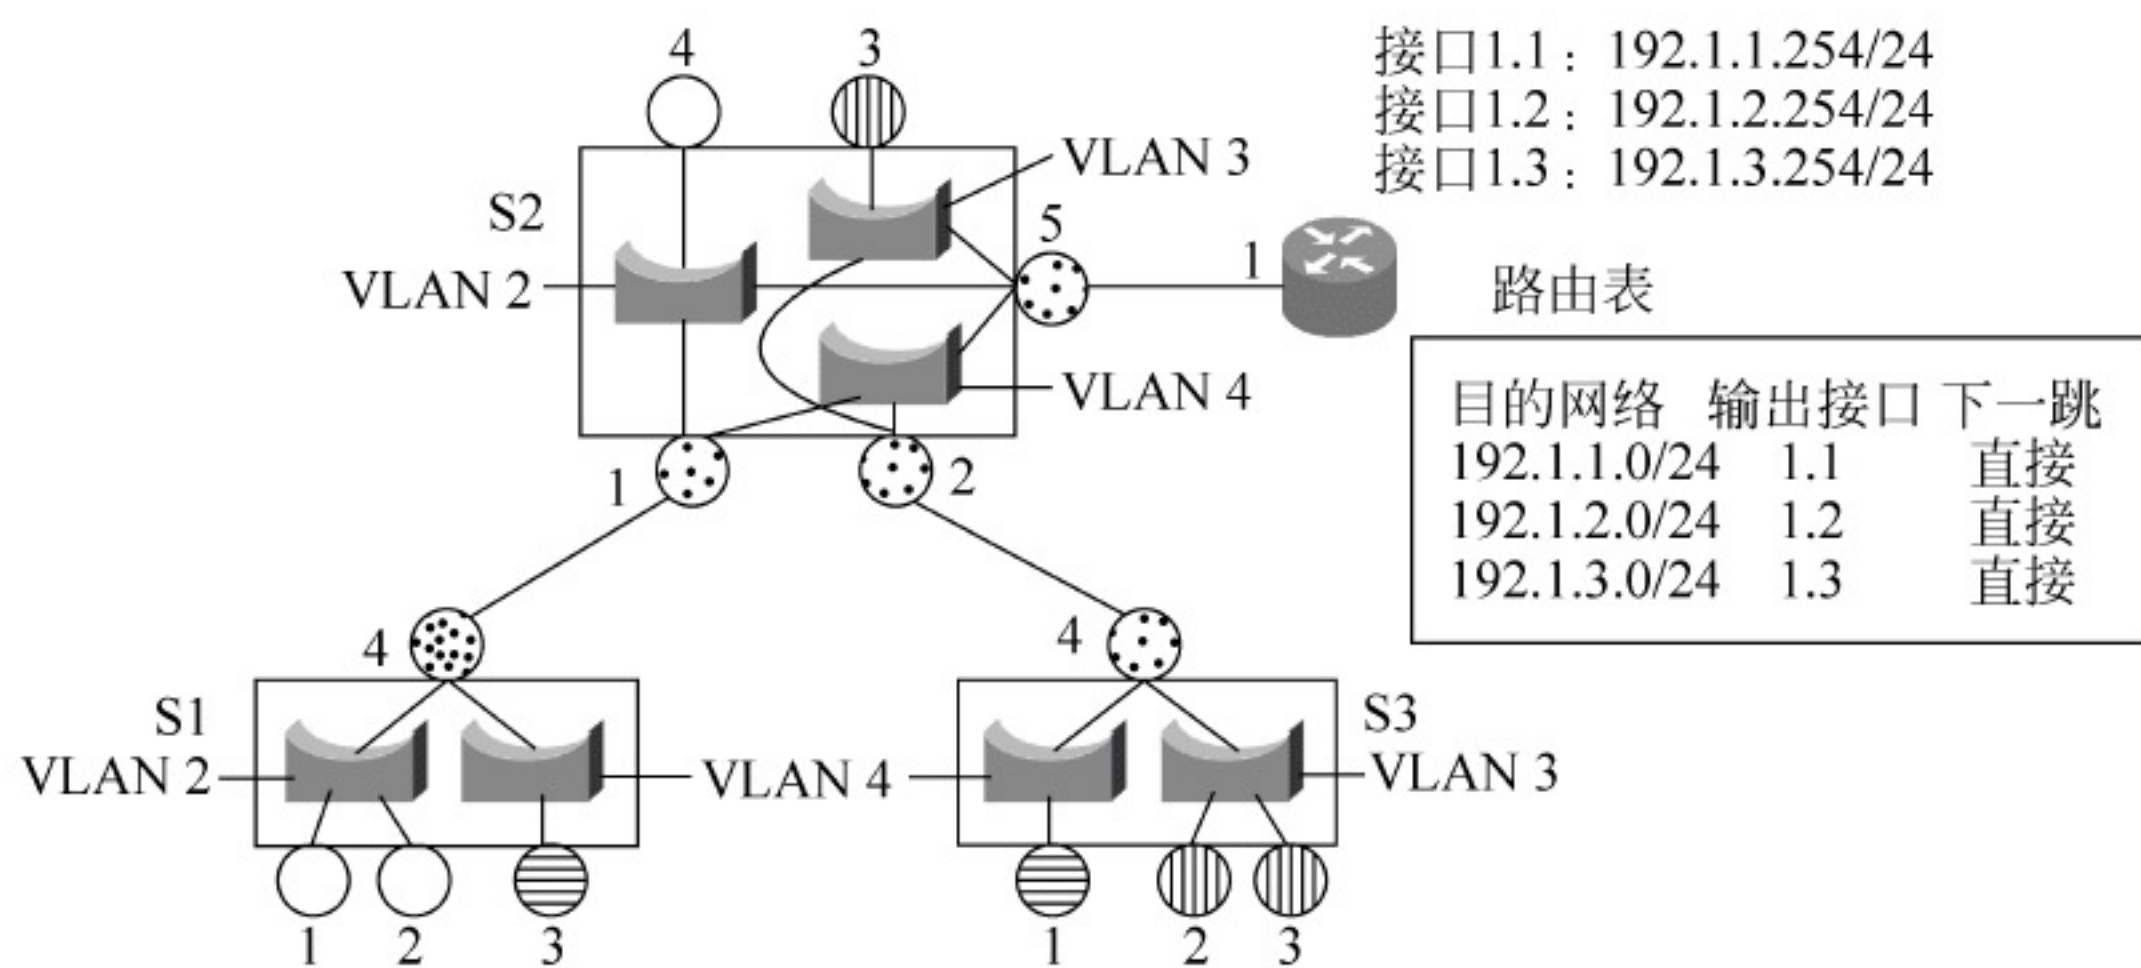 4
3
接口1.1：192.1.1.254/24
接口1.2：192.1.2.254/24
接口1.3：192.1.3.254/24
VLAN 3
S2
5
1
VLAN 2
路由表
VLAN 4
目的网络 输出接口 下一跳
192.1.1.0/24 1.1 直接
192.1.2.0/24 1.2 直接
192.1.3.0/24 1.3 直接
1
2
4
4
S1
S3
VLAN 2
VLAN 4
VLAN 3
1
2
3
1
2
3